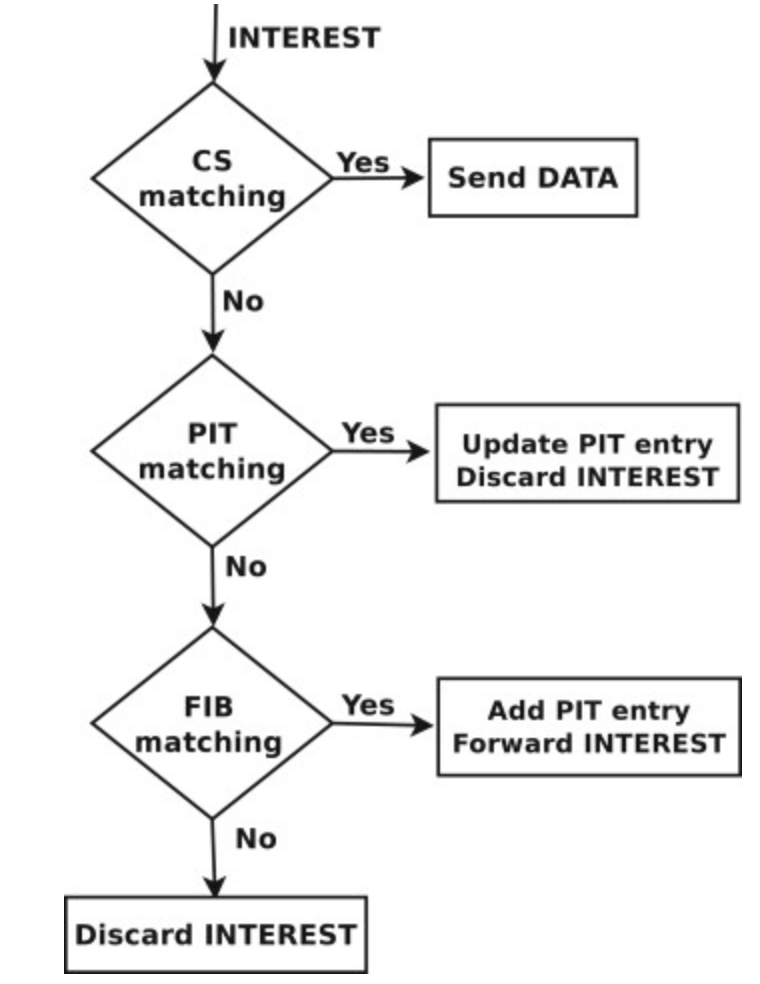 INTEREST
CS
matching
Yes
Send DATA
No
PIT
matching
Yes
Update PIT entry
Discard INTEREST
No
FIB
matching
Yes
Add PIT entry
Forward INTEREST
No
Discard INTEREST